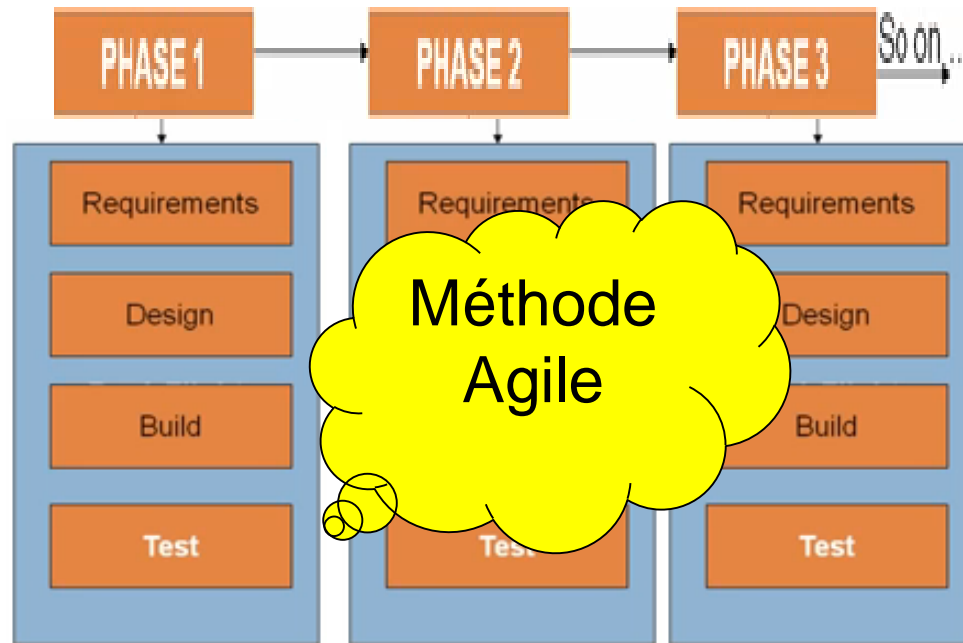 PHASE 1
PHASE 2
PHASE 3
So on ...
Requirements
Requirements
Requirements
Design
Design
Build
Build
Test
Test
Test
Méthode
Agile